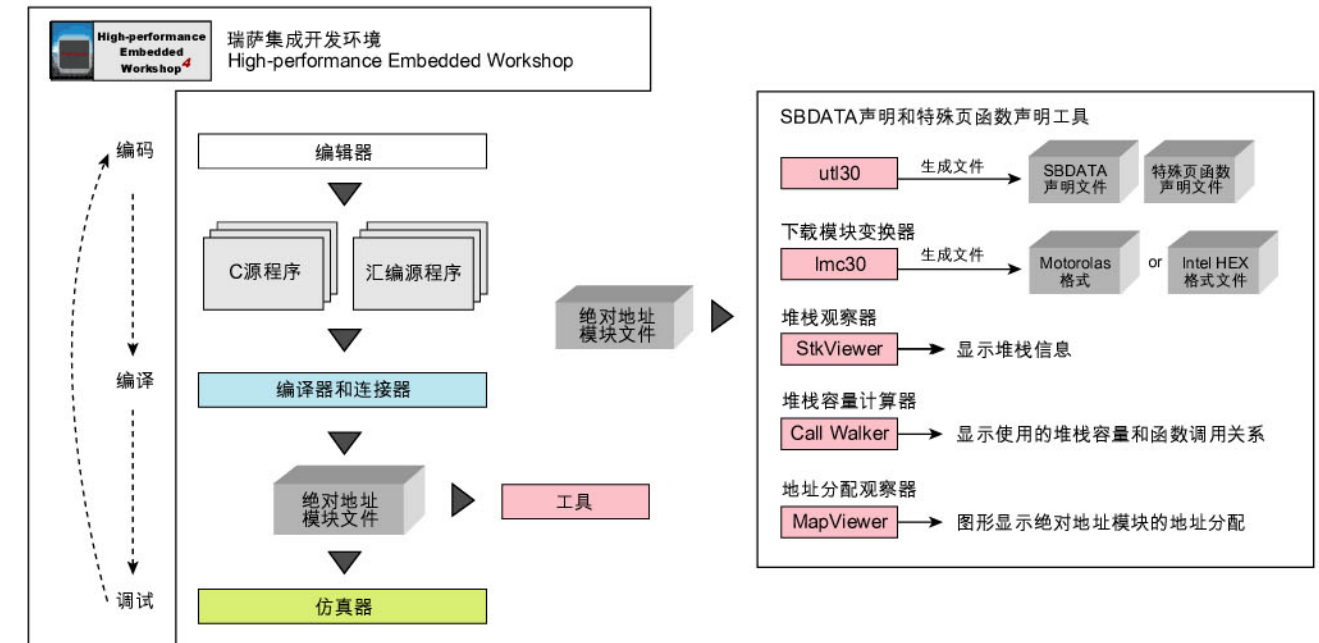 High-performance
Embedded
Workshop4
瑞萨集成开发环境
High-performance Embedded Workshop
编码
编译
调试
编辑器
C源程序
汇编源程序
编译器和连接器
绝对地址
模块文件
工具
仿真器
绝对地址
模块文件
SBDATA声明和特殊页函数声明工具
utl30
生成文件
SBDATA
声明文件
特殊页函数
声明文件
下载模块变换器
lmc30
生成文件
Motorolas
格式
or
Intel HEX
格式文件
堆栈观察器
StkViewer
显示堆栈信息
堆栈容量计算器
Call Walker
显示使用的堆栈容量和函数调用关系
地址分配观察器
MapViewer
图形显示绝对地址模块的地址分配